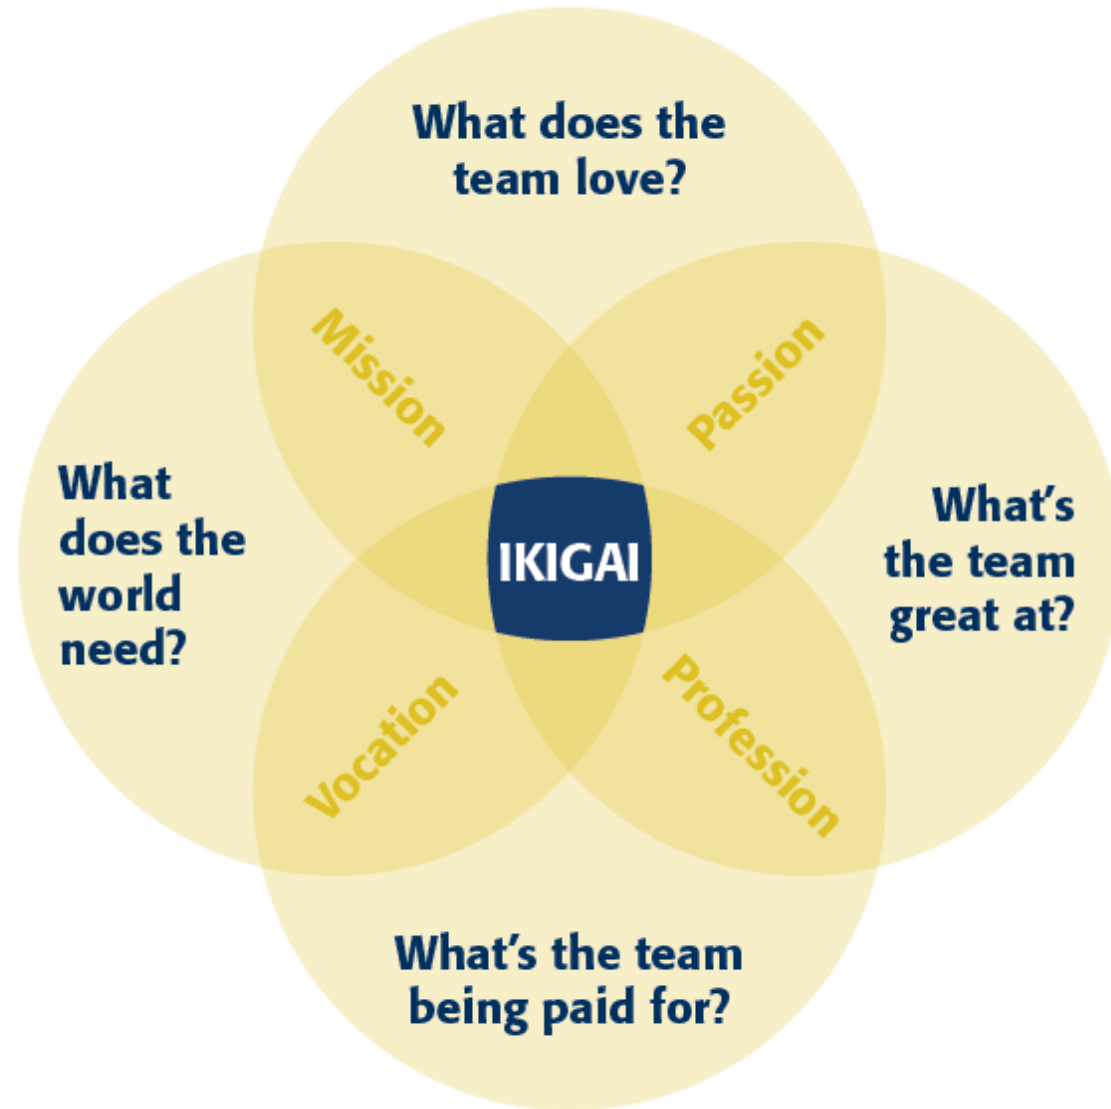 What does the
team love?
Mission
Passion
What
does the
world
need?
IKIGAI
What’s
the team
great at?
Vocation
Profession
What’s the team
being paid for?